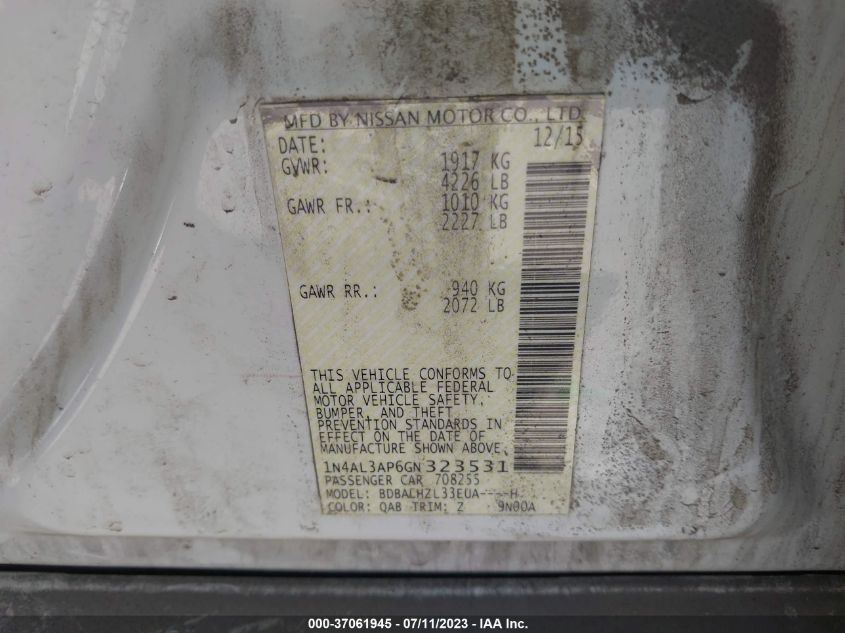 MFD BY NISSAN MOTOR CO., LTD
DATE: 12/15
GVWR: 1917 KG
4226 LB
GAWR FR.: 1010 KG
2227 LB
GAWR RR.: 940 KG
2072 LB
THIS VEHICLE CONFORMS TO
ALL APPLICABLE FEDERAL
MOTOR VEHICLE SAFETY,
BUMPER, AND THEFT
PREVENTION STANDARDS IN
EFFECT ON THE DATE OF
MANUFACTURE SHOWN ABOVE.
1N4AL3AP6GN323531
PASSENGER CAR 708255
MODEL: BDBALHZL33EUA----H
COLOR: QAB TRIM: Z 9N00A
000-37061945 - 07/11/2023 - IAA Inc.